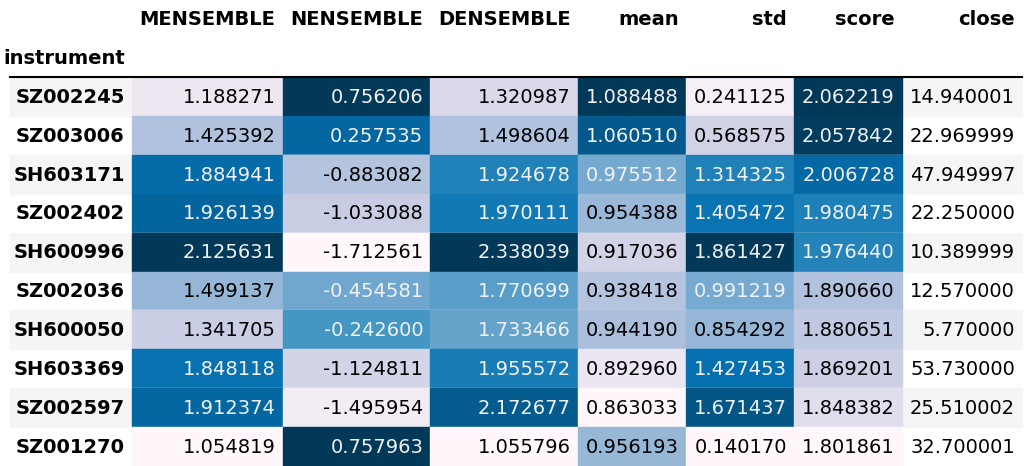 MENSEMBLE NENSEMBLE DENSEMBLE mean std score close
instrument
SZ002245 1.188271 0.756206 1.320987 1.088488 0.241125 2.062219 14.940001
SZ003006 1.425392 0.257535 1.498604 1.060510 0.568575 2.057842 22.969999
SH603171 1.884941 -0.883082 1.924678 0.975512 1.314325 2.006728 47.949997
SZ002402 1.926139 -1.033088 1.970111 0.954388 1.405472 1.980475 22.250000
SH600996 2.125631 -1.712561 2.338039 0.917036 1.861427 1.976440 10.389999
SZ002036 1.499137 -0.454581 1.770699 0.938418 0.991219 1.890660 12.570000
SH600050 1.341705 -0.242600 1.733466 0.944190 0.854292 1.880651 5.770000
SH603369 1.848118 -1.124811 1.955572 0.892960 1.427453 1.869201 53.730000
SZ002597 1.912374 -1.495954 2.172677 0.863033 1.671437 1.848382 25.510002
SZ001270 1.054819 0.757963 1.055796 0.956193 0.140170 1.801861 32.700001